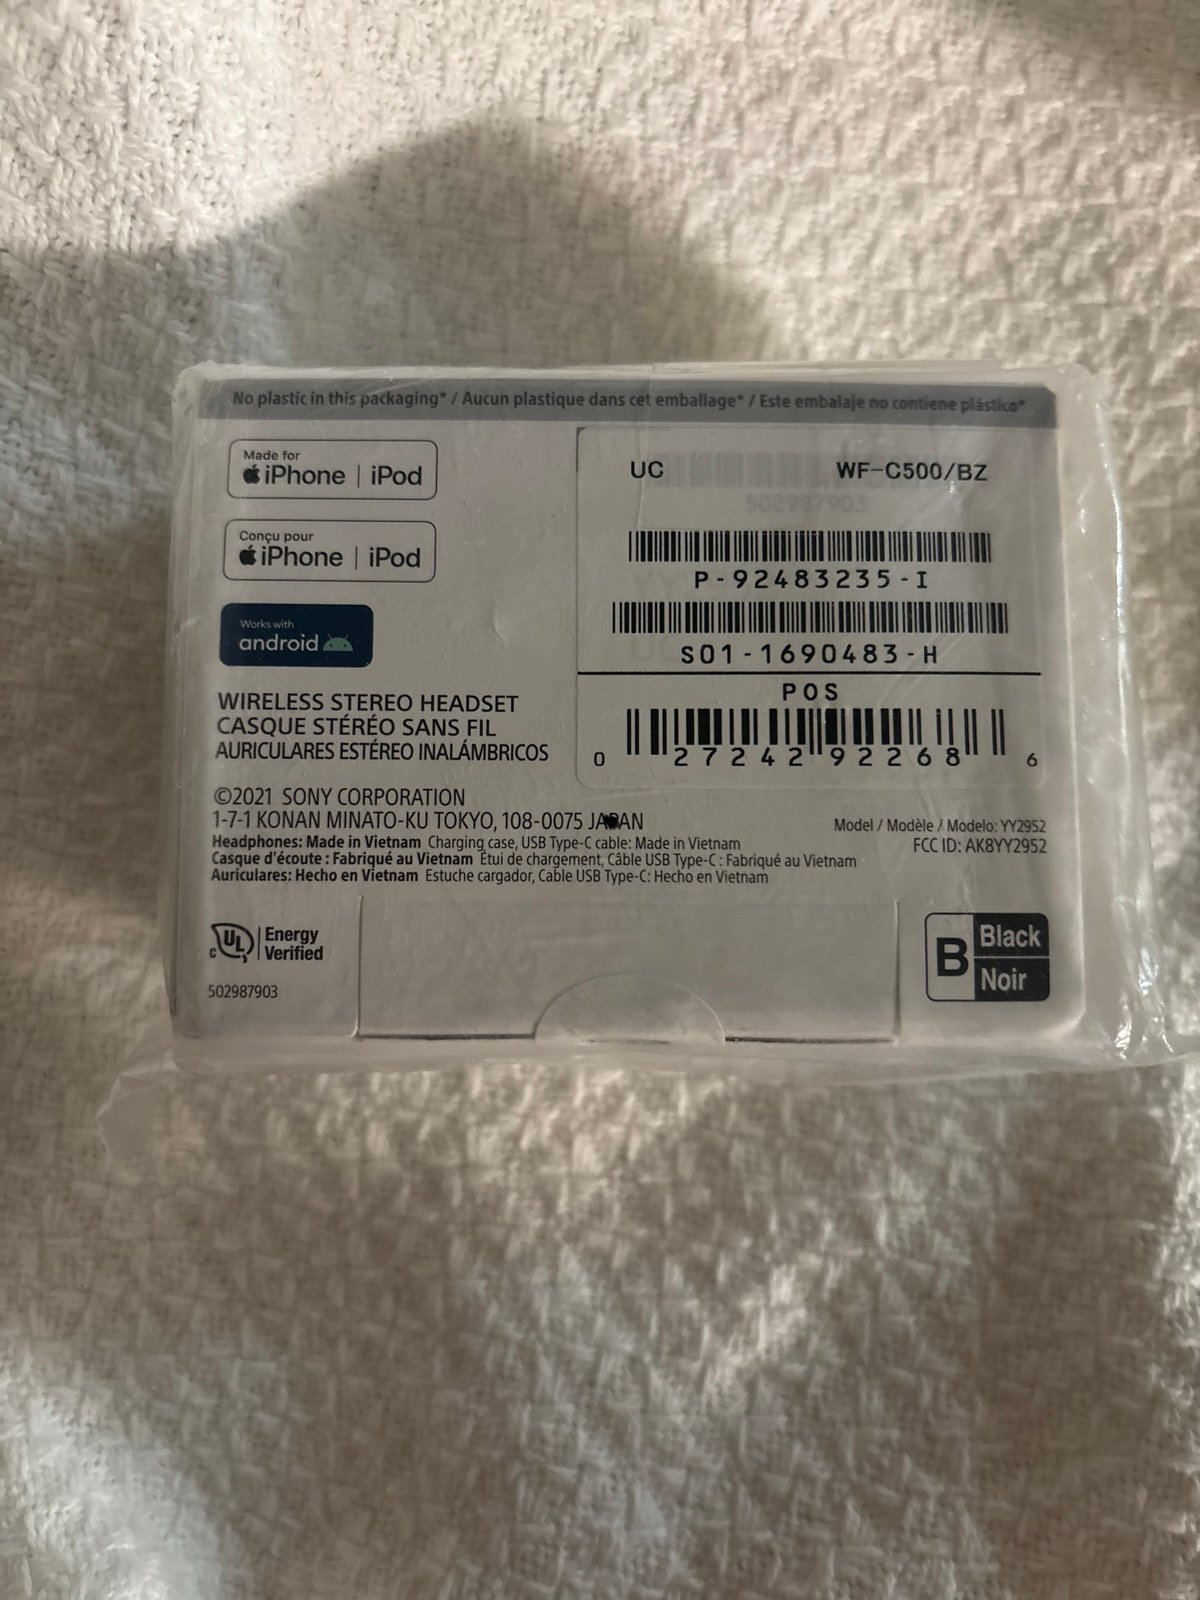 No plastic in this packaging* / Aucun plastique dans cet emballage* / Este embalaje no contiene plástico*
Made for
iPhone | iPod
Conçu pour
iPhone | iPod
Works with
android
WIRELESS STEREO HEADSET
CASQUE STÉRÉO SANS FIL
AURICULARES ESTÉREO INALÁMBRICOS
UC WF-C500/BZ
502987903
P-92483235-I
S01-1690483-H
POS
0 27242 92268 6
©2021 SONY CORPORATION
1-7-1 KONAN MINATO-KU TOKYO, 108-0075 JAPAN
Headphones: Made in Vietnam Charging case, USB Type-C cable: Made in Vietnam
Casque d'écoute : Fabriqué au Vietnam Étui de chargement, Câble USB Type-C : Fabriqué au Vietnam
Auriculares: Hecho en Vietnam Estuche cargador, Cable USB Type-C: Hecho en Vietnam
Model / Modèle / Modelo: YY2952
FCC ID: AK8YY2952
c UL Energy
Verified
502987903
B Black
Noir